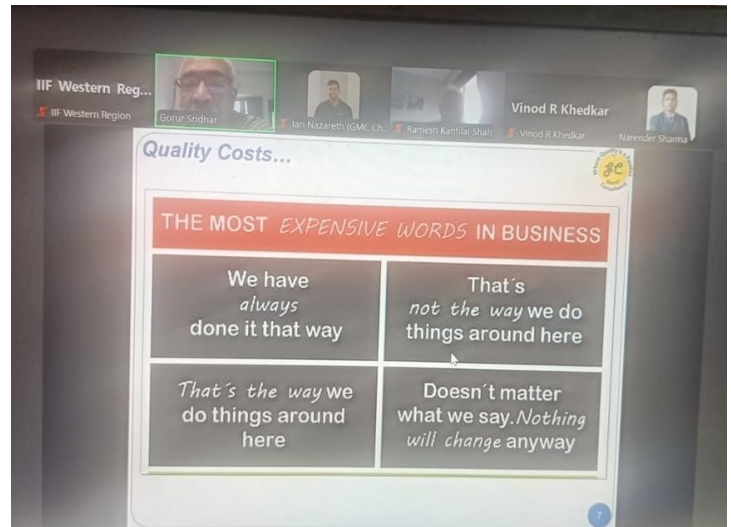 IIF Western Reg...
IIF Western Region
Gorur Sridhar
Ian Nazareth (GMC Ch...
Ramesh Kantilal Shah
Vinod R Khedkar
Vinod R Khedkar
Narender Sharma
Quality Costs...
THE MOST EXPENSIVE WORDS IN BUSINESS
We have
always
done it that way
That´s
not the way we do
things around here
That´s the way we
do things around
here
Doesn´t matter
what we say.Nothing
will change anyway
7